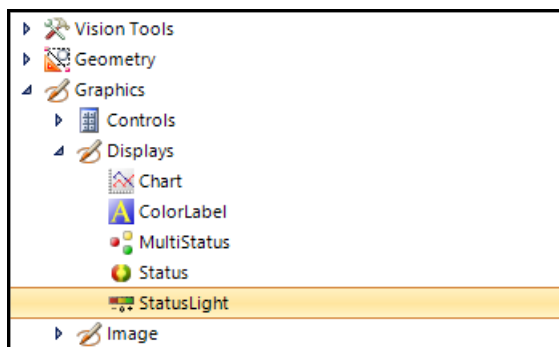 Vision Tools
Geometry
Graphics
Controls
Displays
Chart
ColorLabel
MultiStatus
Status
StatusLight
Image